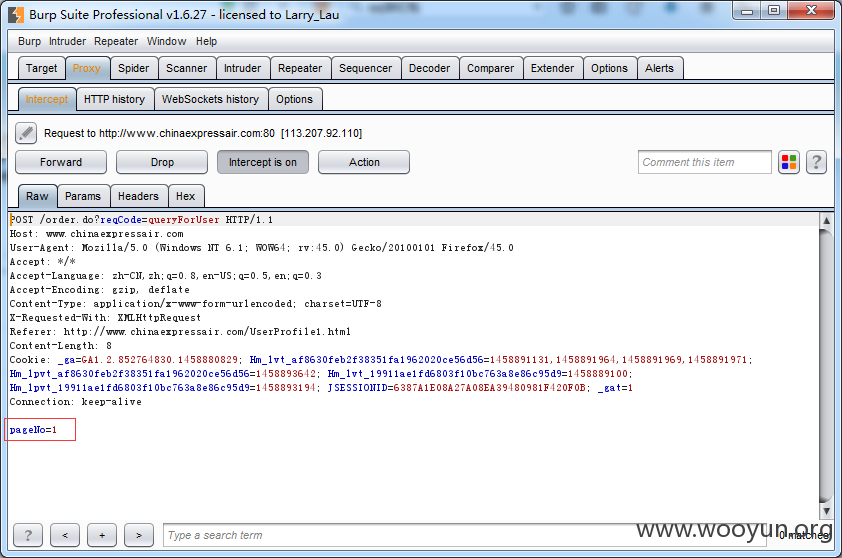 Burp Suite Professional v1.6.27 - licensed to Larry_Lau
Burp Intruder Repeater Window Help
Target Proxy Spider Scanner Intruder Repeater Sequencer Decoder Comparer Extender Options Alerts
Intercept HTTP history WebSockets history Options
Request to http://www.chinaexpressair.com:80 [113.207.92.110]
Forward Drop Intercept is on Action Comment this item ?
Raw Params Headers Hex
POST /order.do?reqCode=queryForUser HTTP/1.1
Host: www.chinaexpressair.com
User-Agent: Mozilla/5.0 (Windows NT 6.1; WOW64; rv:45.0) Gecko/20100101 Firefox/45.0
Accept: */*
Accept-Language: zh-CN,zh;q=0.8,en-US;q=0.5,en;q=0.3
Accept-Encoding: gzip, deflate
Content-Type: application/x-www-form-urlencoded; charset=UTF-8
X-Requested-With: XMLHttpRequest
Referer: http://www.chinaexpressair.com/UserProfile1.html
Content-Length: 8
Cookie: _ga=GA1.2.852764830.1458880829; Hm_lvt_af8630feb2f38351fa1962020ce56d56=1458891131,1458891964,1458891969,1458891971;
Hm_lpvt_af8630feb2f38351fa1962020ce56d56=1458893642; Hm_lvt_19911ae1fd6803f10bc763a8e86c95d9=1458889100;
Hm_lpvt_19911ae1fd6803f10bc763a8e86c95d9=1458893194; JSESSIONID=6387A1E08A27A08EA39480981F420F0B; _gat=1
Connection: keep-alive
pageNo=1
? < + > Type a search term 0 matches
www.wooyun.org